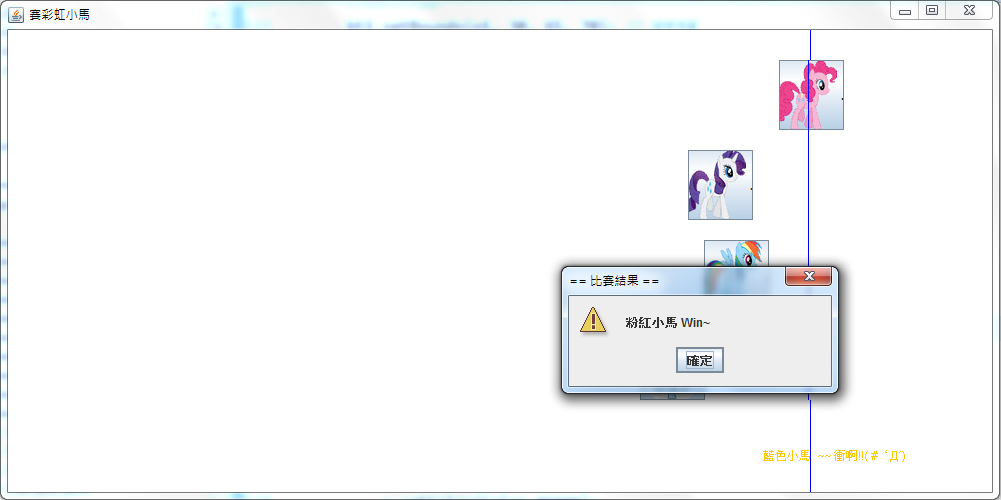 賽彩虹小馬
== 比賽結果 ==
粉紅小馬 Win~
確定
藍色小馬 ~~衝啊!!(# ﾟДﾟ)